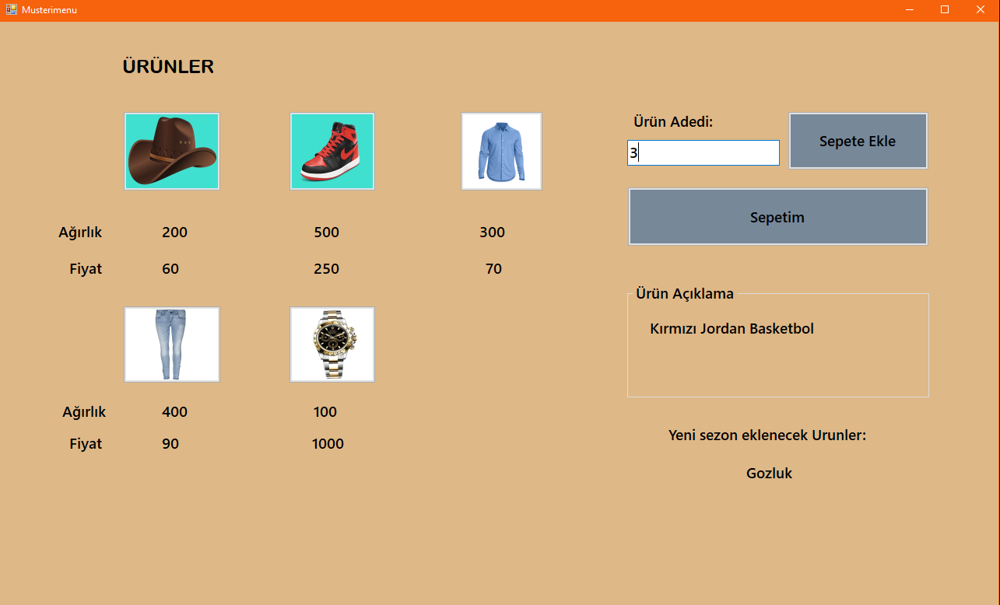 Musterimenu
ÜRÜNLER
Ağırlık 200 500 300
Fiyat 60 250 70
Ağırlık 400 100
Fiyat 90 1000
Ürün Adedi:
3
Sepete Ekle
Sepetim
Ürün Açıklama
Kırmızı Jordan Basketbol
Yeni sezon eklenecek Urunler:
Gozluk